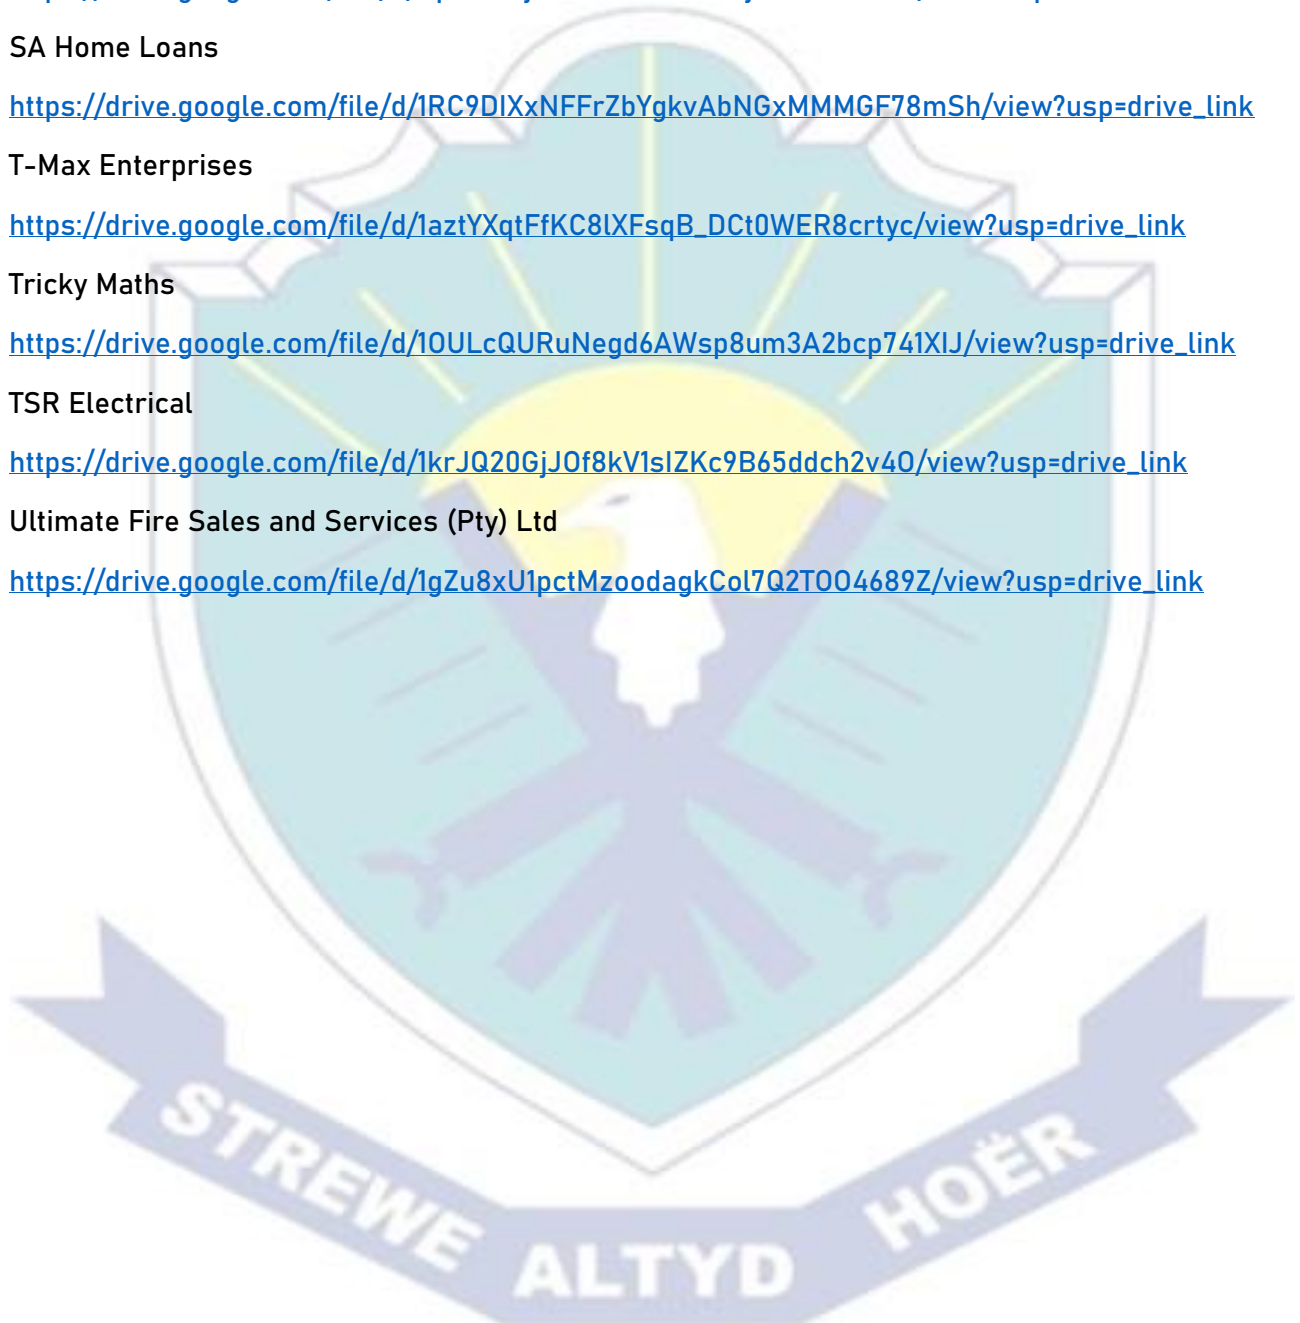 SA Home Loans
https://drive.google.com/file/d/1RC9DIXxNFFrZbYgkvAbNGxMMMGF78mSh/view?usp=drive_link
T-Max Enterprises
https://drive.google.com/file/d/1aztYXqtFfKC8lXFsqB_DCt0WER8crtyc/view?usp=drive_link
Tricky Maths
https://drive.google.com/file/d/1OULcQURuNegd6AWsp8um3A2bcp741XIJ/view?usp=drive_link
TSR Electrical
https://drive.google.com/file/d/1krJQ20GjJOf8kV1sIZKc9B65ddch2v4O/view?usp=drive_link
Ultimate Fire Sales and Services (Pty) Ltd
https://drive.google.com/file/d/1gZu8xU1pctMzoodagkCol7Q2TOO4689Z/view?usp=drive_link
STREWE ALTYD HOËR